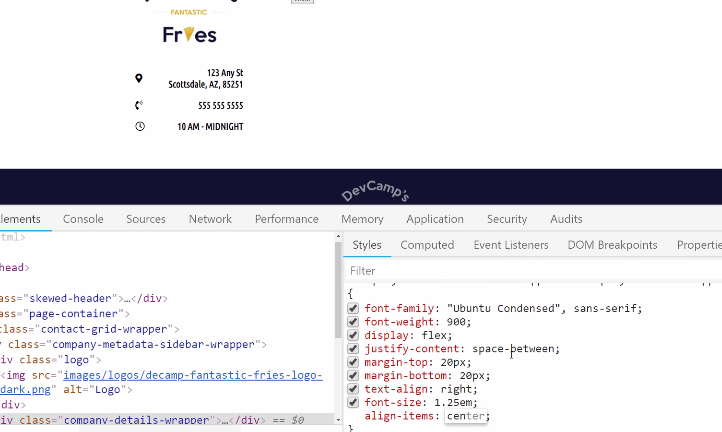 FANTASTIC
Fries
123 Any St
Scottsdale, AZ, 85251
555 555 5555
10 AM - MIDNIGHT
DevCamp's
lements Console Sources Network Performance Memory Application Security Audits
Styles Computed Event Listeners DOM Breakpoints Propertie
Filter
tml>
head>
ass="skewed-header">…</div>
ass="page-container">
class="contact-grid-wrapper">
class="company-metadata-sidebar-wrapper">
iv class="logo">
<img src="images/logos/decamp-fantastic-fries-logo-
dark.png" alt="Logo">
/div>
iv class="company-details-wrapper">…</div> == $0
{
font-family: "Ubuntu Condensed", sans-serif;
font-weight: 900;
display: flex;
justify-content: space-between;
margin-top: 20px;
margin-bottom: 20px;
text-align: right;
font-size: 1.25em;
align-items: center;
}